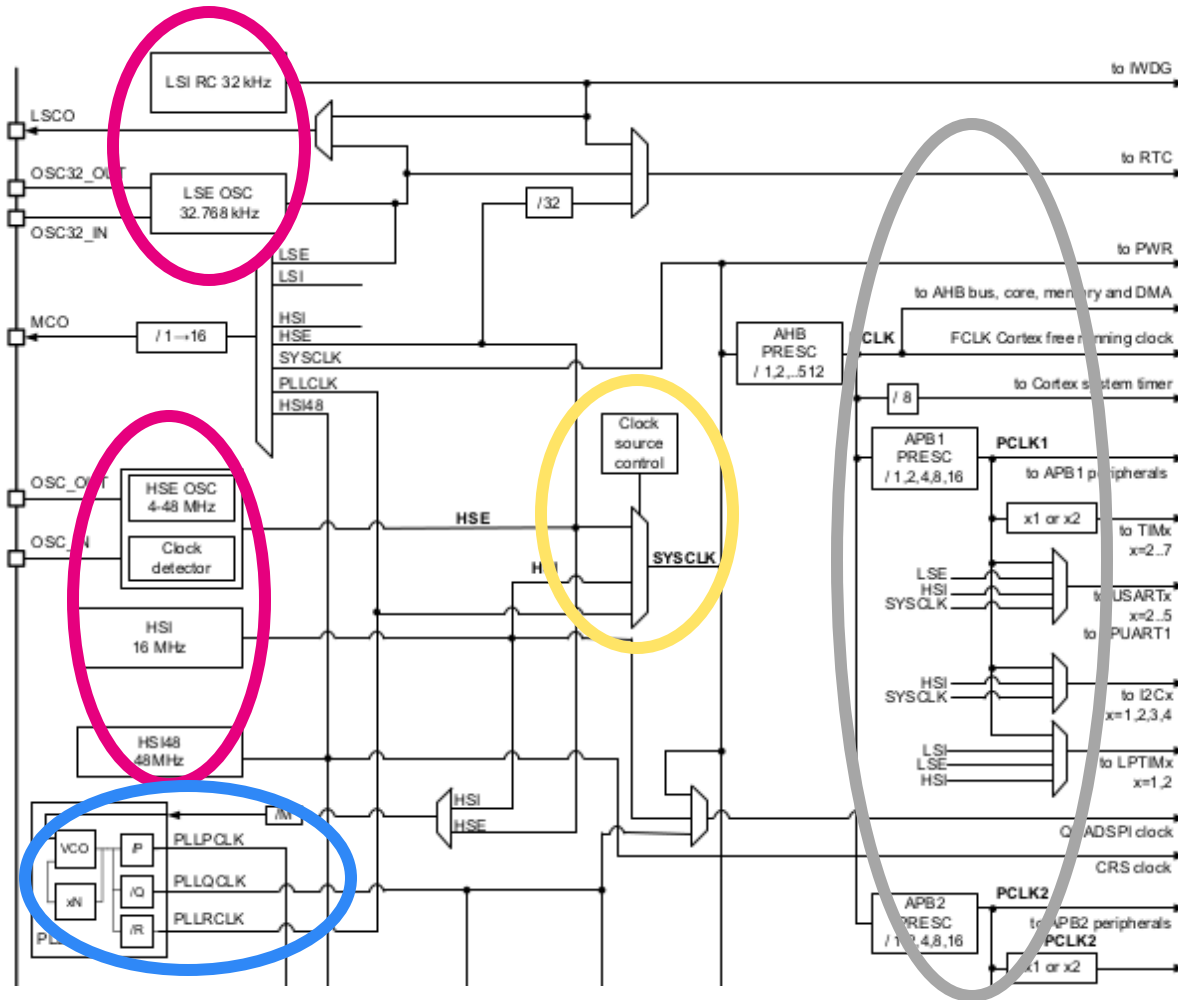 LSI RC 32 kHz
to IWDG
LSCO
to RTC
OSC32_OUT
LSE OSC
32.768 kHz
/ 32
OSC32_IN
to PWR
LSE
LSI
to AHB bus, core, memory and DMA
MCO
/ 1→16
HSI
HSE
SYSCLK
PLLCLK
HSI48
AHB
PRESC
/ 1,2,..512
FCLK Cortex free running clock
to Cortex system timer
/ 8
Clock
source
control
APB1
PRESC
/ 1,2,4,8,16
PCLK1
to APB1 peripherals
OSC_OUT
HSE OSC
4-48 MHz
HSE
x1 or x2
to TIMx
x=2..7
OSC_IN
Clock
detector
SYSCLK
LSE
HSI
SYSCLK
to USARTx
x=2..5
HSI
16 MHz
HSI
SYSCLK
to I2Cx
x=1,2,3,4
HSI48
48MHz
LSI
LSE
HSI
to LPTIMx
x=1,2
HSI
HSE
/M
VCO
/P
PLLPCLK
xN
/Q
PLLQCLK
/R
PLLRCLK
clock
CRS clock
APB2
PRESC
PCLK2
to APB2 peripherals
PCLK2
x1 or x2